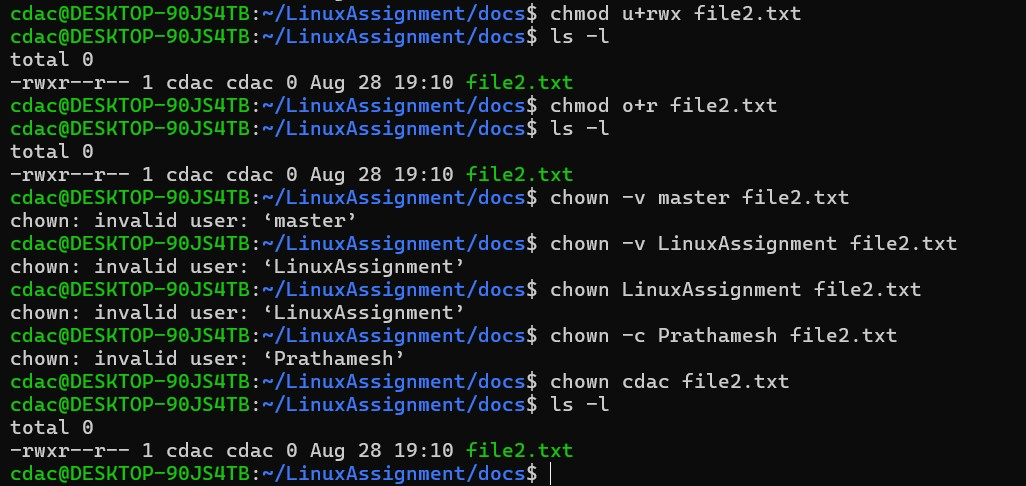 cdac@DESKTOP-90JS4TB:~/LinuxAssignment/docs$ chmod u+rwx file2.txt
cdac@DESKTOP-90JS4TB:~/LinuxAssignment/docs$ ls -l
total 0
-rwxr--r-- 1 cdac cdac 0 Aug 28 19:10 file2.txt
cdac@DESKTOP-90JS4TB:~/LinuxAssignment/docs$ chmod o+r file2.txt
cdac@DESKTOP-90JS4TB:~/LinuxAssignment/docs$ ls -l
total 0
-rwxr--r-- 1 cdac cdac 0 Aug 28 19:10 file2.txt
cdac@DESKTOP-90JS4TB:~/LinuxAssignment/docs$ chown -v master file2.txt
chown: invalid user: ‘master’
cdac@DESKTOP-90JS4TB:~/LinuxAssignment/docs$ chown -v LinuxAssignment file2.txt
chown: invalid user: ‘LinuxAssignment’
cdac@DESKTOP-90JS4TB:~/LinuxAssignment/docs$ chown LinuxAssignment file2.txt
chown: invalid user: ‘LinuxAssignment’
cdac@DESKTOP-90JS4TB:~/LinuxAssignment/docs$ chown -c Prathamesh file2.txt
chown: invalid user: ‘Prathamesh’
cdac@DESKTOP-90JS4TB:~/LinuxAssignment/docs$ chown cdac file2.txt
cdac@DESKTOP-90JS4TB:~/LinuxAssignment/docs$ ls -l
total 0
-rwxr--r-- 1 cdac cdac 0 Aug 28 19:10 file2.txt
cdac@DESKTOP-90JS4TB:~/LinuxAssignment/docs$